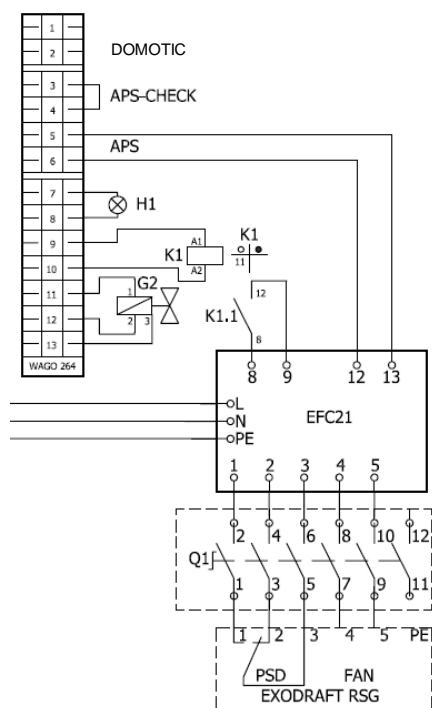 1
2
DOMOTIC
3
4
APS-CHECK
5
6
APS
7
8
H1
9
10
K1
A1
A2
K1
11
11
12
13
G2
1
2 3
WAGO 264
K1.1
12
8
8 9 12 13
L
N
PE
EFC21
1 2 3 4 5
2 4 6 8 10 12
Q1
1 3 5 7 9 11
1 2 3 4 5 PE
PSD FAN
EXODRAFT RSG